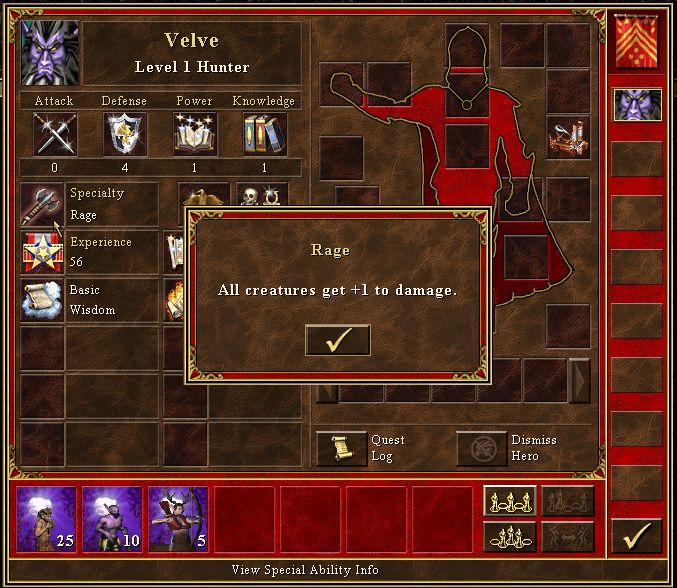 Velve
Level 1 Hunter
Attack Defense Power Knowledge
0 4 1 1
Specialty
Rage
Rage
All creatures get +1 to damage.
Experience
56
Basic
Wisdom
Quest
Log
Dismiss
Hero
25 10 5
View Special Ability Info